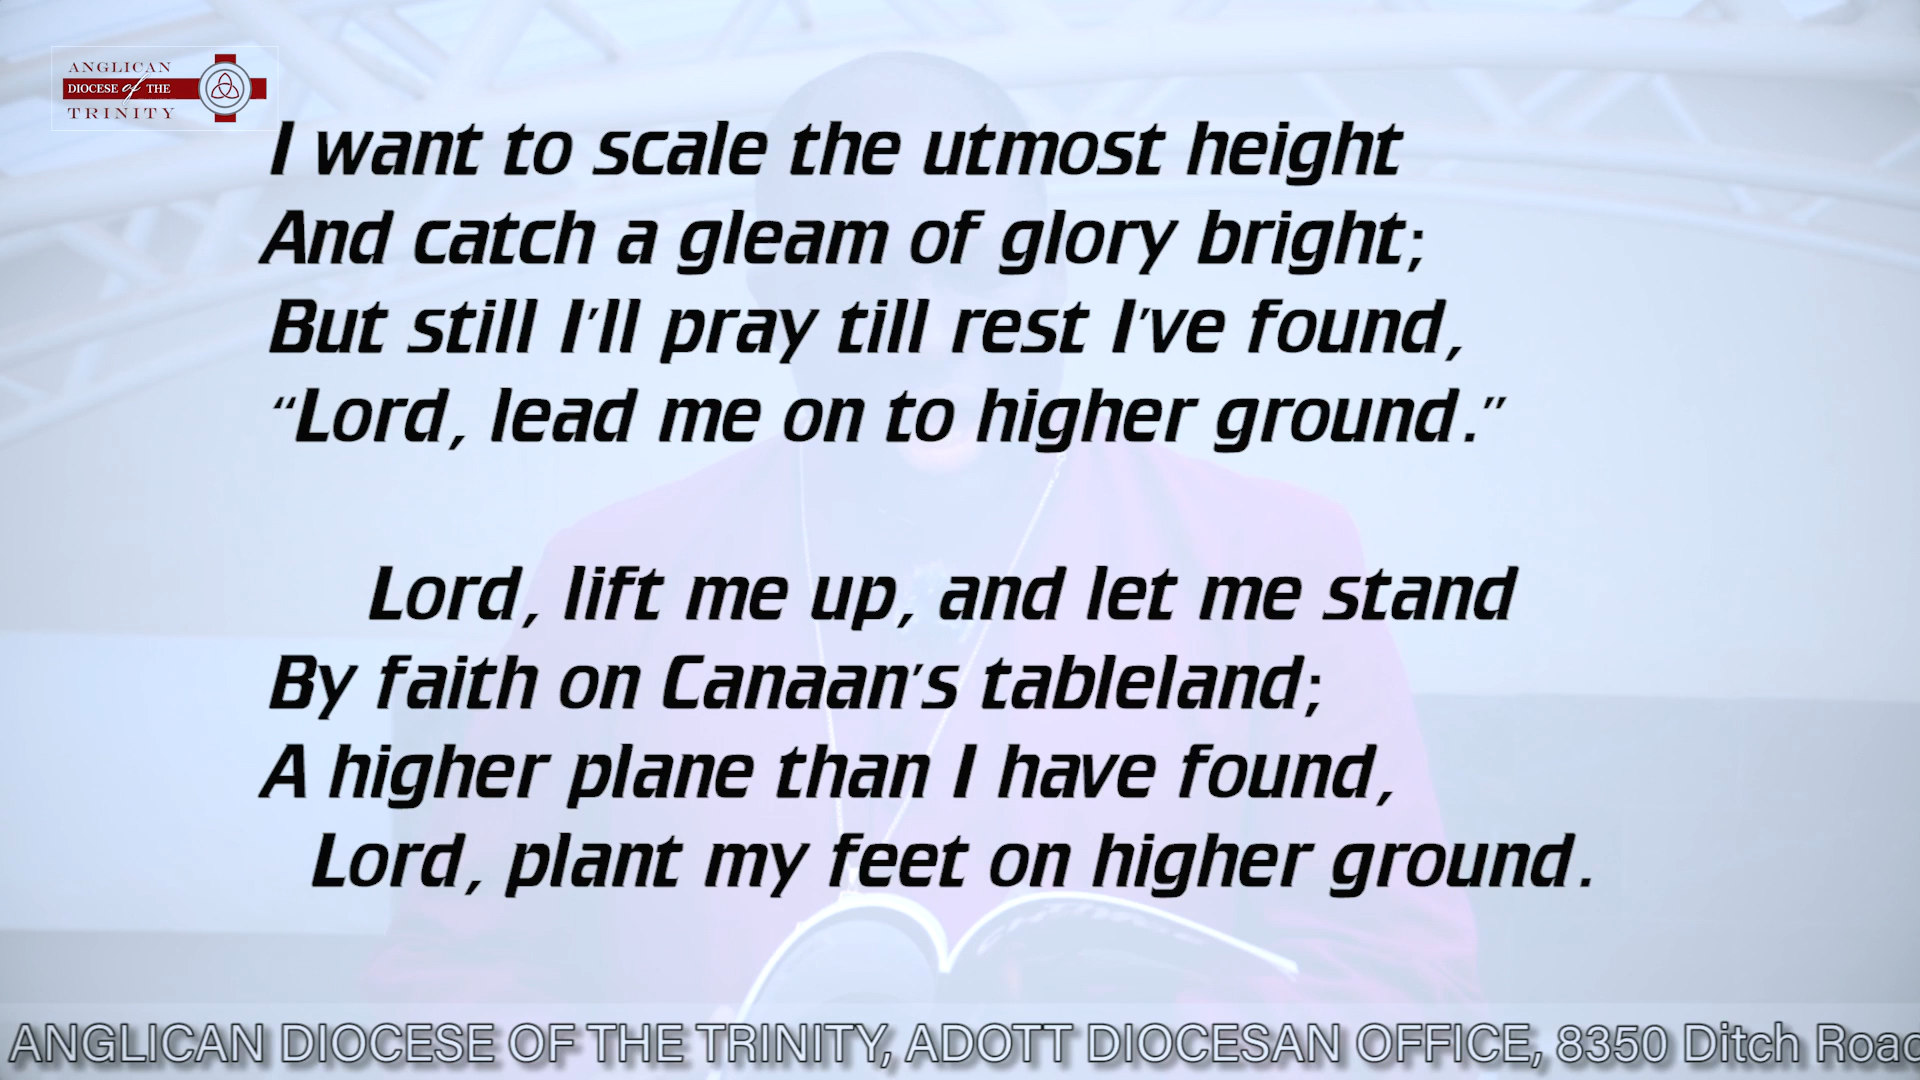 ANGLICAN
DIOCESE of THE
TRINITY
I want to scale the utmost height
And catch a gleam of glory bright;
But still I’ll pray till rest I’ve found,
“Lord, lead me on to higher ground.”
Lord, lift me up, and let me stand
By faith on Canaan’s tableland;
A higher plane than I have found,
Lord, plant my feet on higher ground.
ANGLICAN DIOCESE OF THE TRINITY, ADOTT DIOCESAN OFFICE, 8350 Ditch Road